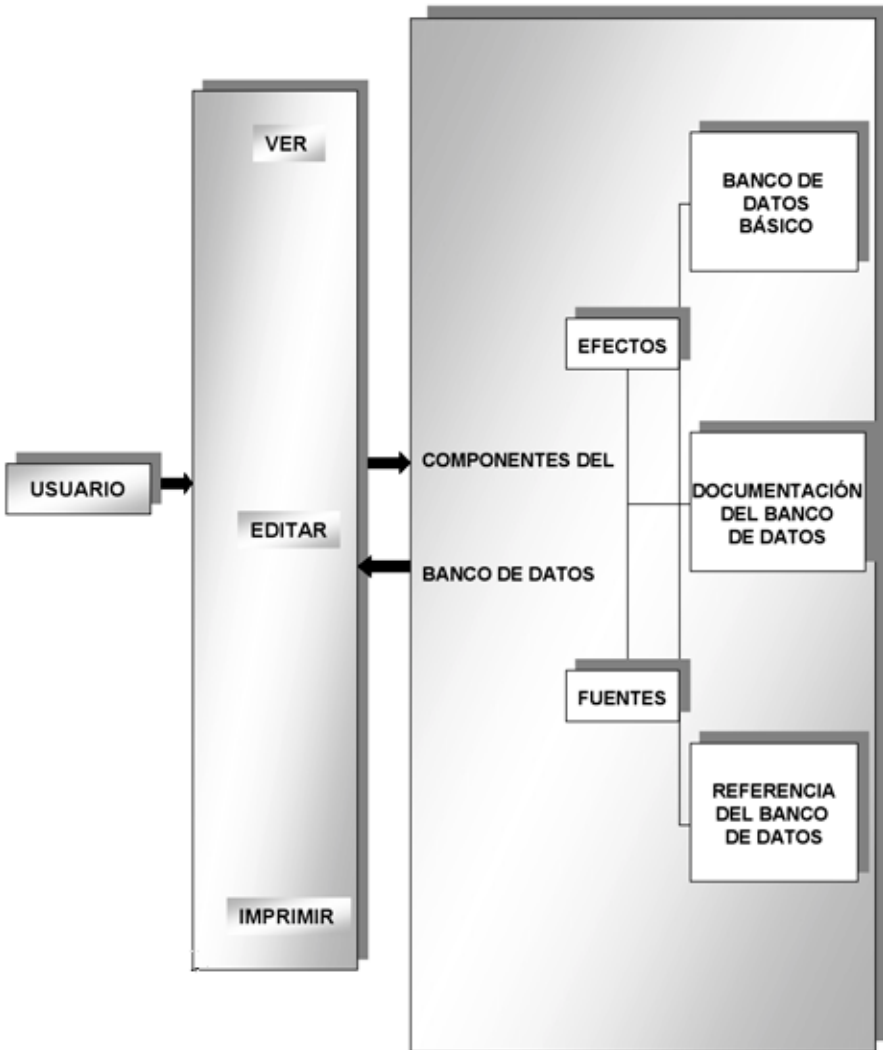 USUARIO
VER
EDITAR
IMPRIMIR
COMPONENTES DEL
BANCO DE DATOS
EFECTOS
FUENTES
BANCO DE
DATOS
BÁSICO
DOCUMENTACIÓN
DEL BANCO
DE DATOS
REFERENCIA
DEL BANCO
DE DATOS